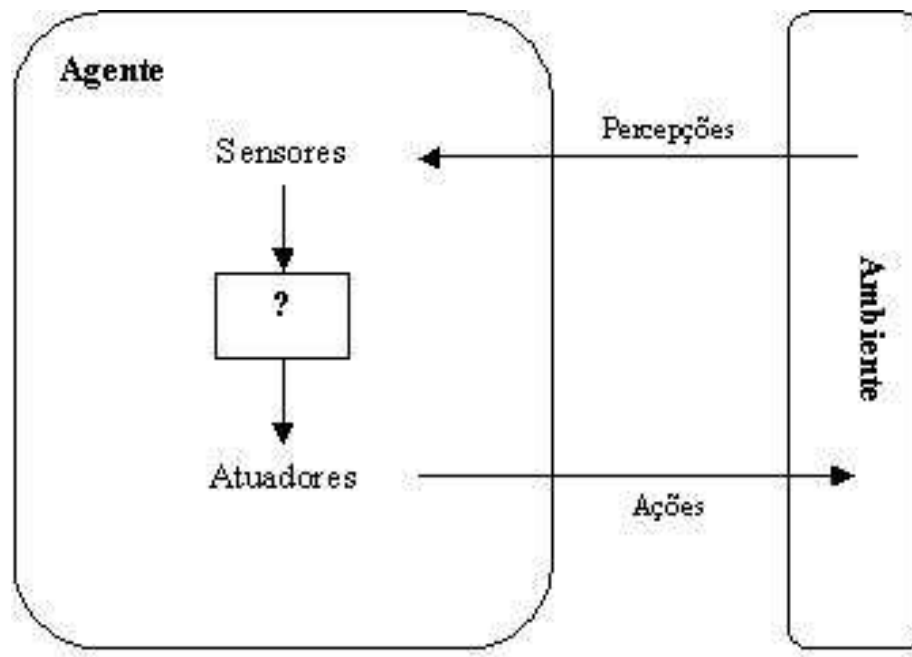 Agente
Percepções
Sensores
?
Ambiente
Atuadores
Ações